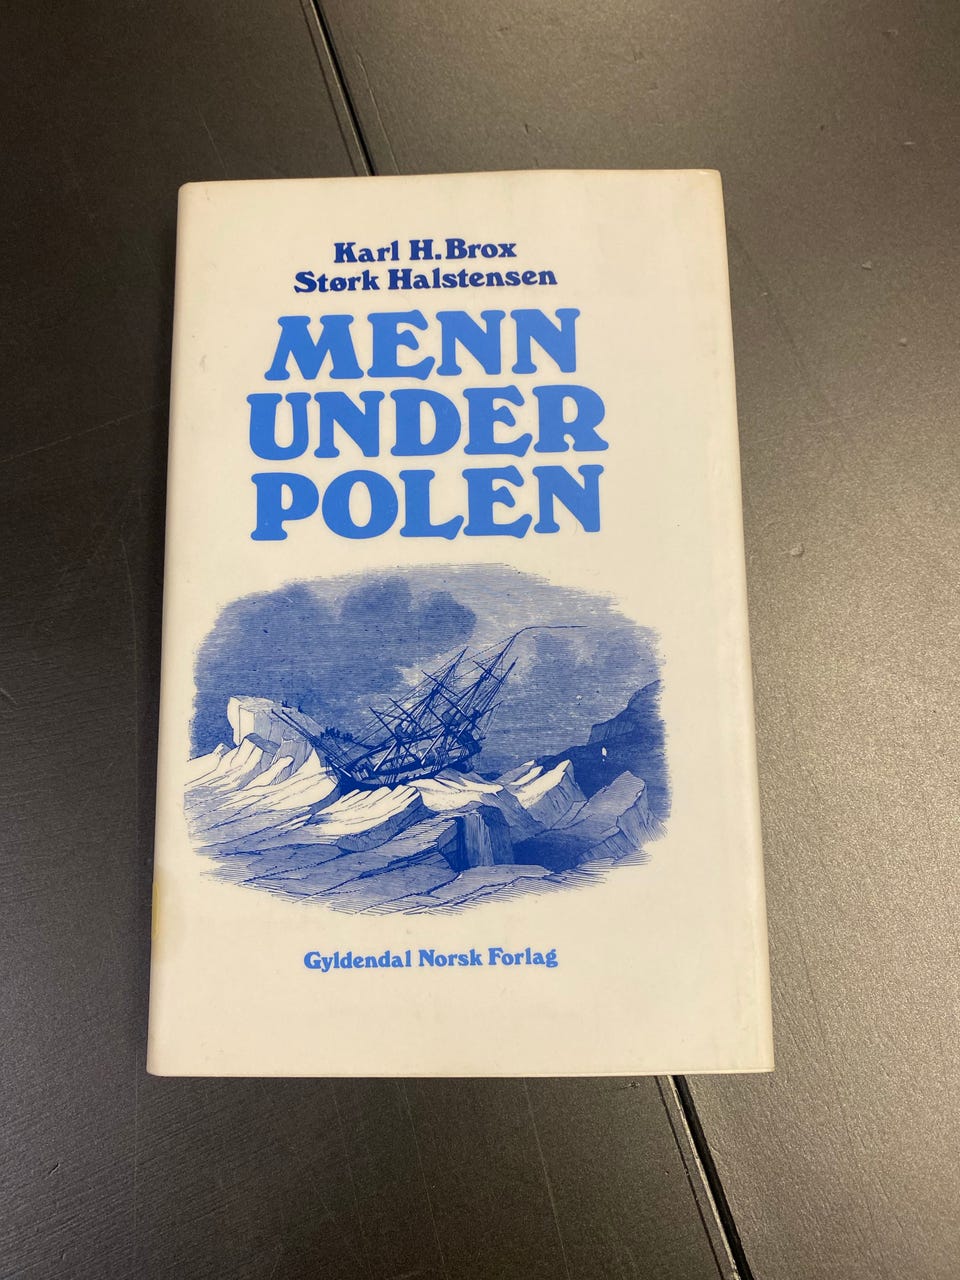 Karl H. Brox
Størk Halstensen
MENN
UNDER
POLEN
Gyldendal Norsk Forlag